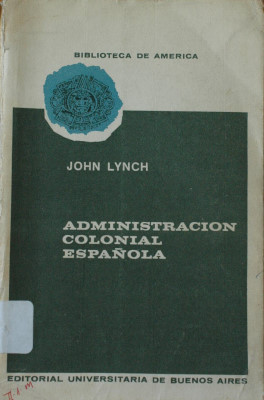 BIBLIOTECA DE AMERICA
JOHN LYNCH
ADMINISTRACION
COLONIAL
ESPAÑOLA
EDITORIAL UNIVERSITARIA DE BUENOS AIRES